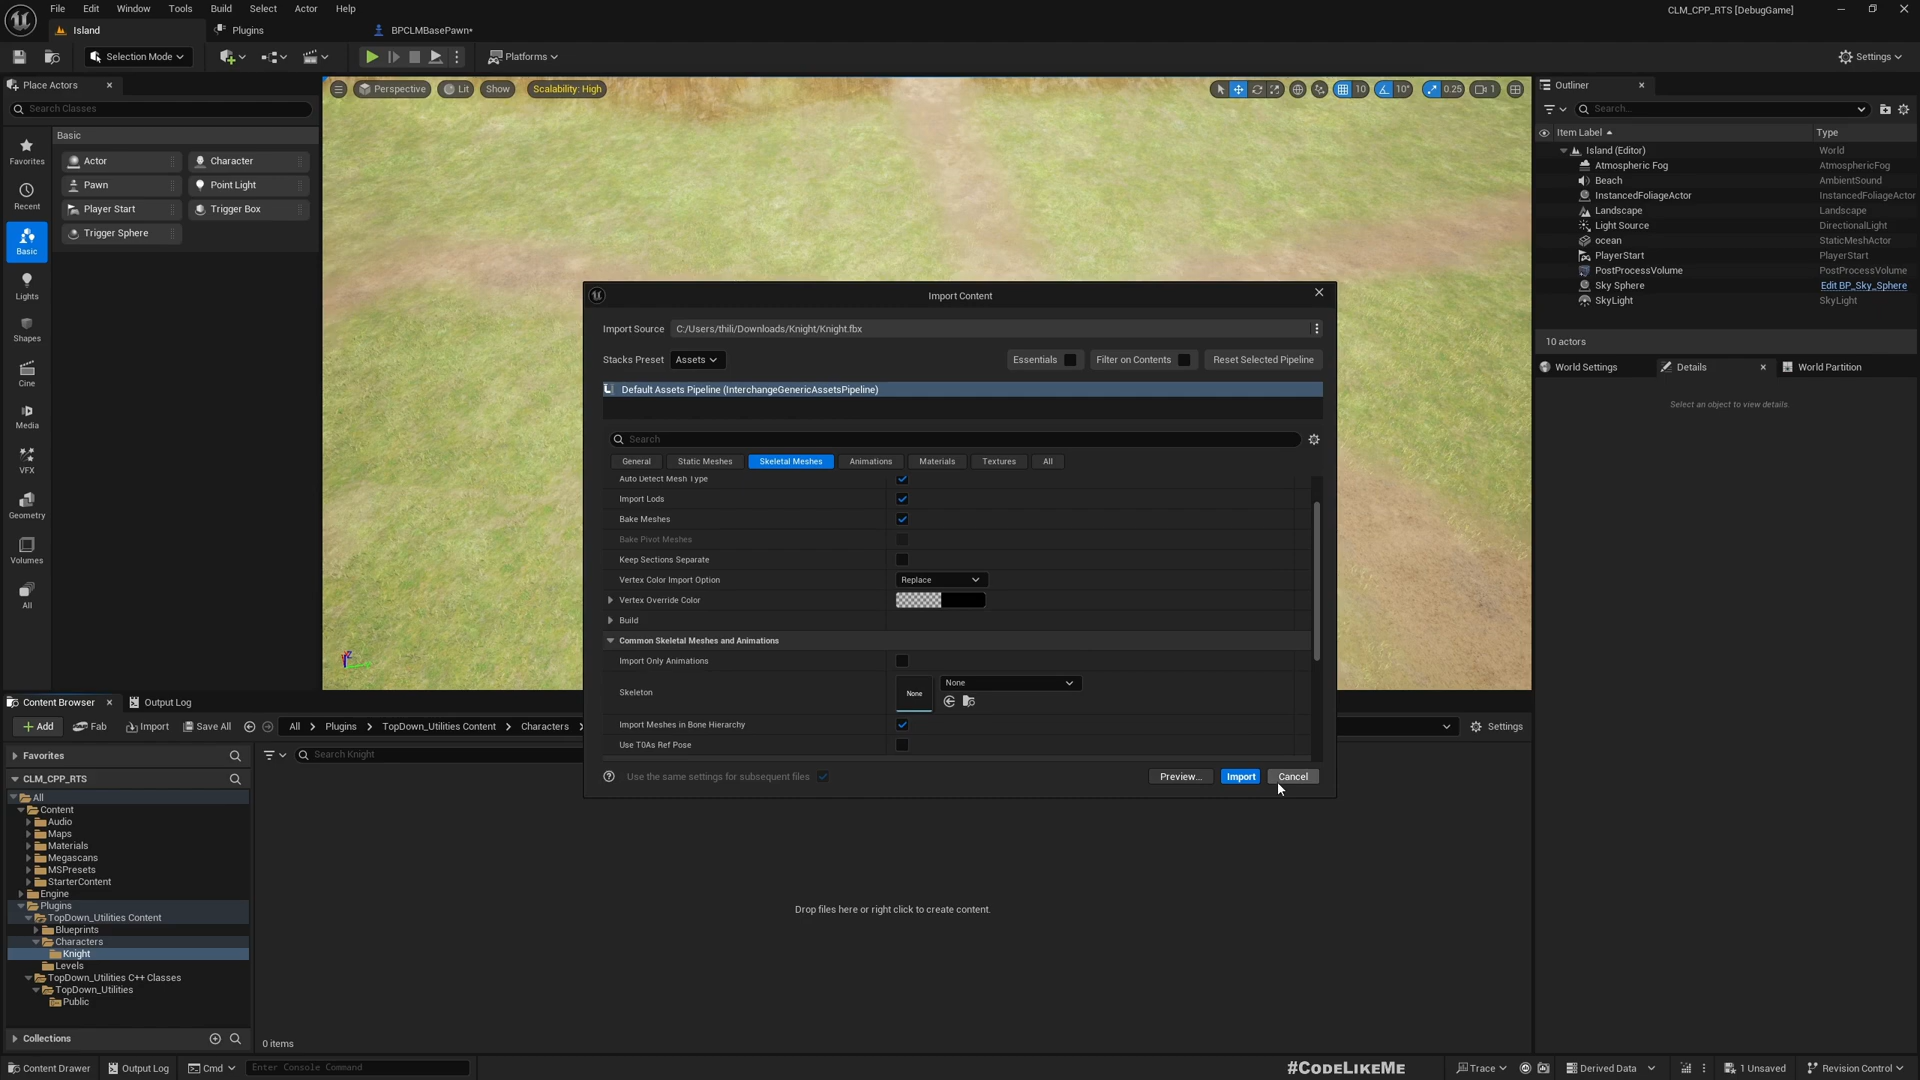 File Edit Window Tools Build Select Actor Help
CLM_CPP_RTS [DebugGame]
Island
Plugins
BPCLMBasePawn*
Selection Mode
Platforms
Settings
Place Actors
Search Classes
Favorites
Recent
Basic
Lights
Shapes
Cine
Media
VFX
Geometry
Volumes
All
Basic
Actor
Character
Pawn
Point Light
Player Start
Trigger Box
Trigger Sphere
Perspective
Lit
Show
Scalability: High
10
10°
0.25
1
Outliner
Search...
Item Label
Type
Island (Editor)
World
Atmospheric Fog
AtmosphericFog
Beach
AmbientSound
InstancedFoliageActor
InstancedFoliageActor
Landscape
Landscape
Light Source
DirectionalLight
ocean
StaticMeshActor
PlayerStart
PlayerStart
PostProcessVolume
PostProcessVolume
Sky Sphere
Edit BP_Sky_Sphere
SkyLight
SkyLight
10 actors
World Settings
Details
World Partition
Select an object to view details.
Import Content
Import Source
C:/Users/thili/Downloads/Knight/Knight.fbx
Stacks Preset
Assets
Essentials
Filter on Contents
Reset Selected Pipeline
Default Assets Pipeline (InterchangeGenericAssetsPipeline)
Search
General
Static Meshes
Skeletal Meshes
Animations
Materials
Textures
All
Auto Detect Mesh Type
Import Lods
Bake Meshes
Bake Pivot Meshes
Keep Sections Separate
Vertex Color Import Option
Replace
Vertex Override Color
Build
Common Skeletal Meshes and Animations
Import Only Animations
Skeleton
None
None
Import Meshes in Bone Hierarchy
Use T0As Ref Pose
Use the same settings for subsequent files
Preview...
Import
Cancel
Content Browser
Output Log
Add
Fab
Import
Save All
All
Plugins
TopDown_Utilities Content
Characters
Settings
Favorites
CLM_CPP_RTS
Search Knight
All
Content
Audio
Maps
Materials
Megascans
MSPresets
StarterContent
Engine
Plugins
TopDown_Utilities Content
Blueprints
Characters
Knight
Levels
TopDown_Utilities C++ Classes
TopDown_Utilities
Public
Collections
Drop files here or right click to create content.
0 items
Content Drawer
Output Log
Cmd
Enter Console Command
#CODELIKEME
Trace
Derived Data
1 Unsaved
Revision Control